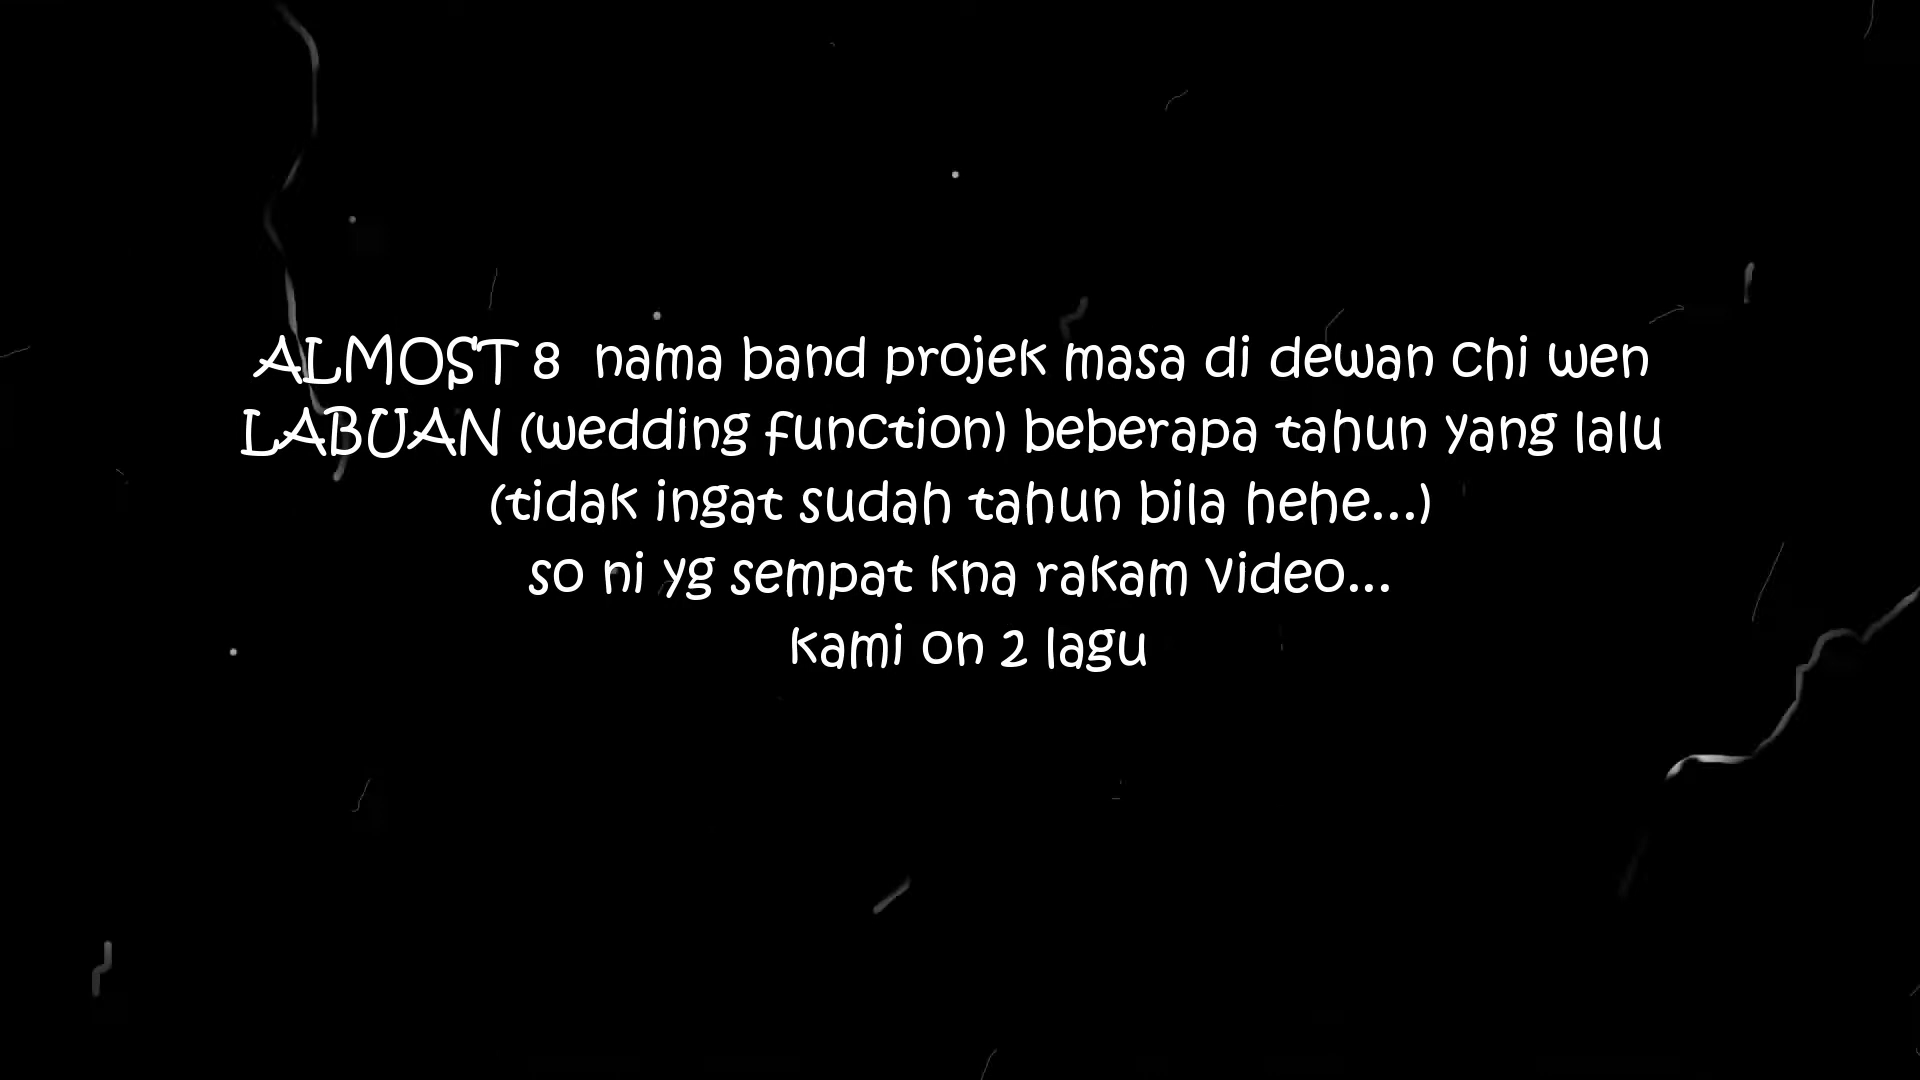 ALMOST 8 nama band projek masa di dewan chi wen
LABUAN (wedding function) beberapa tahun yang lalu
(tidak ingat sudah tahun bila hehe...)
so ni yg sempat kna rakam video...
kami on 2 lagu